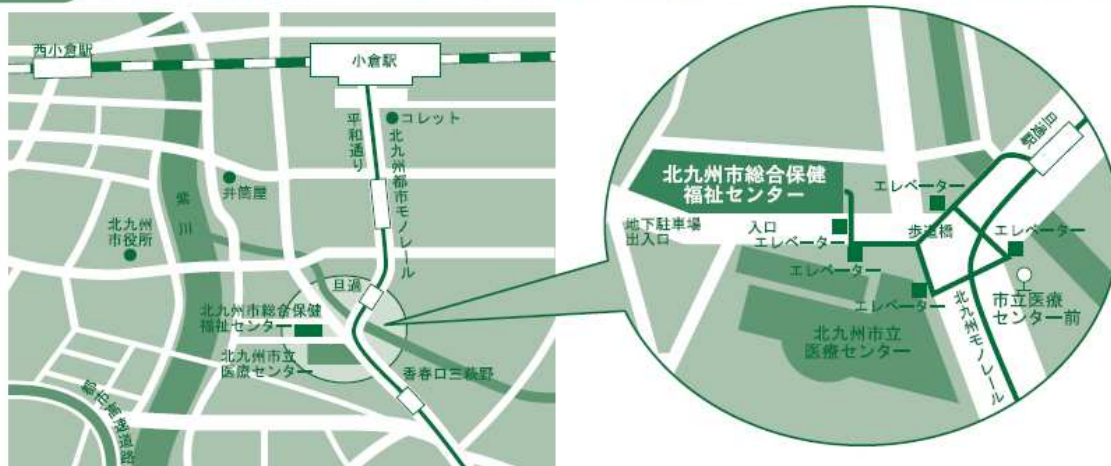 西小倉駅
小倉駅
コレット
平和通り
北九州都市モノレール
井筒屋
紫川
北九州
市役所
旦過
北九州市総合保健
福祉センター
北九州市立
医療センター
香春口三萩野
都市高速道路
旦過駅
北九州市総合保健
福祉センター
エレベーター
地下駐車場
出入口
入口
エレベーター
歩道橋
エレベーター
エレベーター
エレベーター
市立医療
センター前
北九州モノレール
北九州市立
医療センター